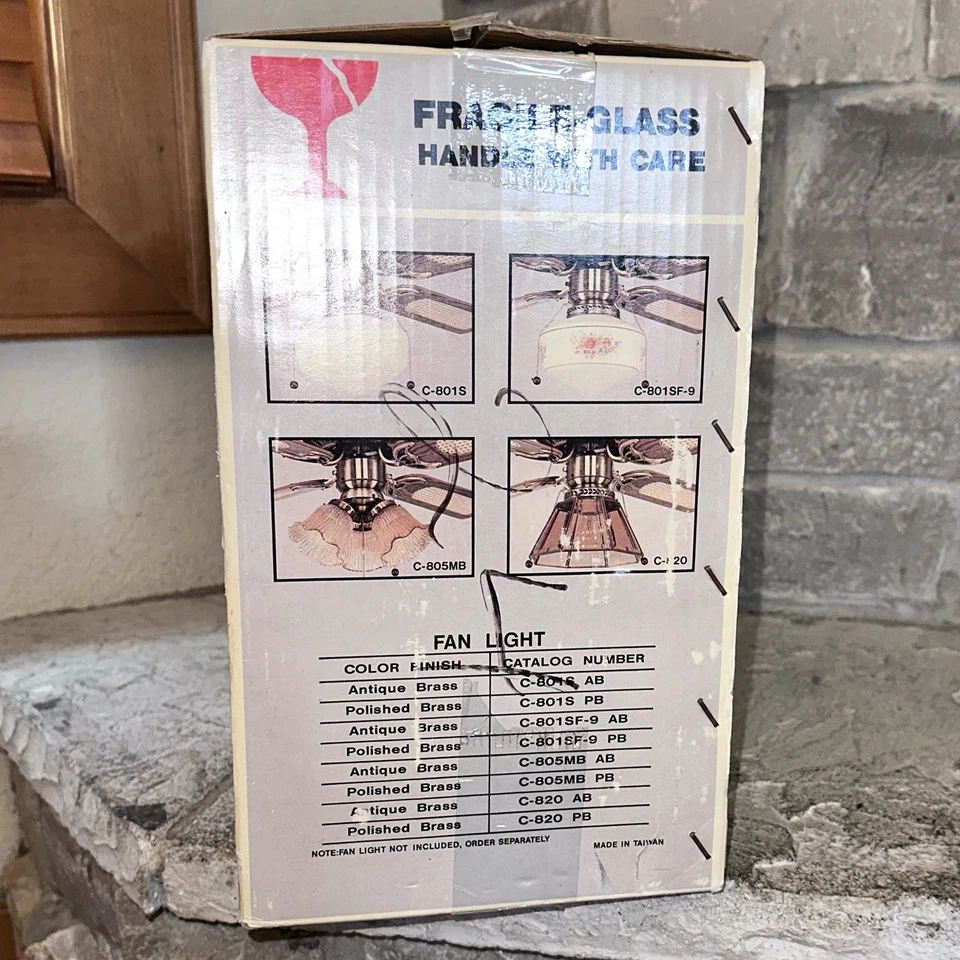 FRAGILE GLASS
HANDLE WITH CARE
C-801S
C-801SF-9
C-805MB
C-820
FAN LIGHT
COLOR FINISH CATALOG NUMBER
Antique Brass C-801S AB
Polished Brass C-801S PB
Antique Brass C-801SF-9 AB
Polished Brass C-801SF-9 PB
Antique Brass C-805MB AB
Polished Brass C-805MB PB
Antique Brass C-820 AB
Polished Brass C-820 PB
NOTE:FAN LIGHT NOT INCLUDED, ORDER SEPARATELY MADE IN TAIWAN